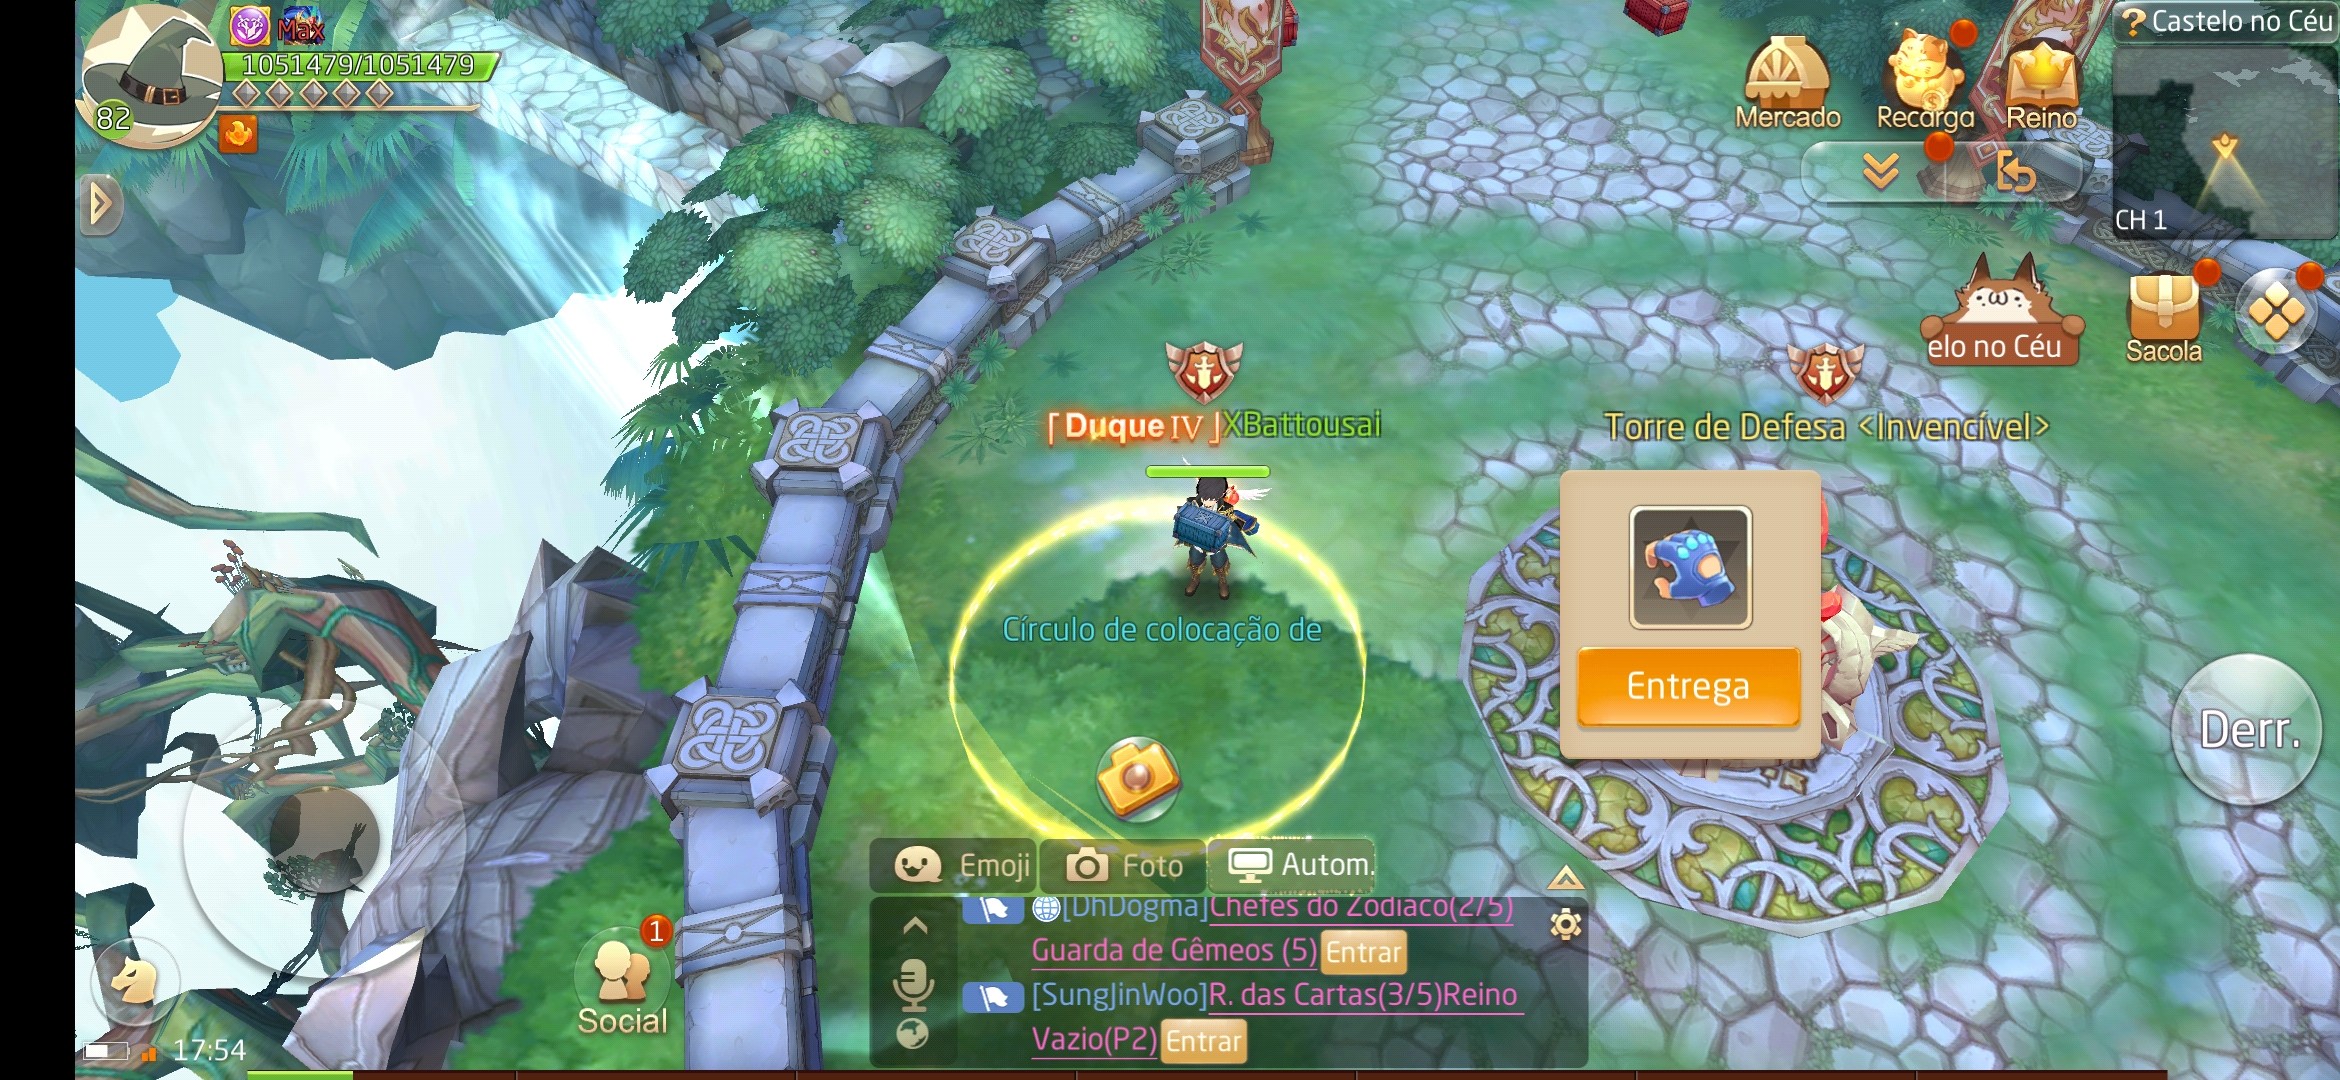 Max
1051479/1051479
82
Mercado
Recarga
Reino
? Castelo no Céu
CH 1
elo no Céu
Sacola
「Duque IV」XBattousai
Torre de Defesa <Invencível>
Círculo de colocação de
Entrega
Derr.
Emoji
Foto
Autom.
[DhDogma]Chefes do Zodíaco(2/5)
Guarda de Gêmeos (5) Entrar
[SungJinWoo]R. das Cartas(3/5)Reino
Vazio(P2) Entrar
1
Social
17:54